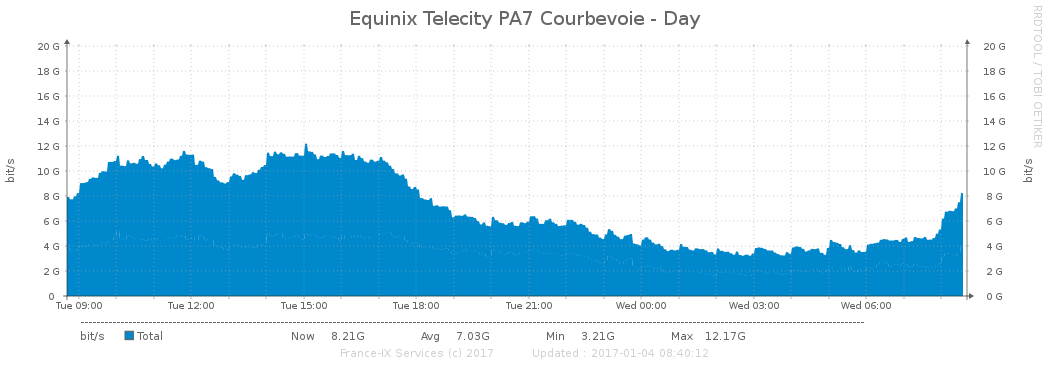 Equinix Telecity PA7 Courbevoie - Day
RRDTOOL / TOBI OETIKER
20 G 20 G
18 G 18 G
16 G 16 G
14 G 14 G
12 G 12 G
10 G 10 G
8 G 8 G
6 G 6 G
4 G 4 G
2 G 2 G
0 0 G
bit/s bit/s
Tue 09:00 Tue 12:00 Tue 15:00 Tue 18:00 Tue 21:00 Wed 00:00 Wed 03:00 Wed 06:00
bit/s Total Now 8.21G Avg 7.03G Min 3.21G Max 12.17G
France-IX Services (c) 2017 Updated : 2017-01-04 08:40:12